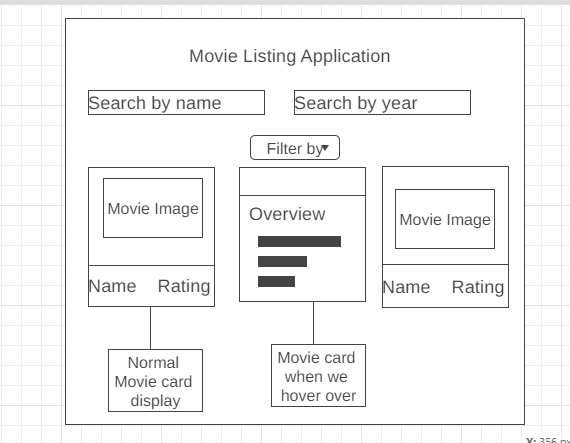 Movie Listing Application
Search by name
Search by year
Filter by
Movie Image
Name Rating
Overview
Movie Image
Name Rating
Normal
Movie card
display
Movie card
when we
hover over
X: 356 px